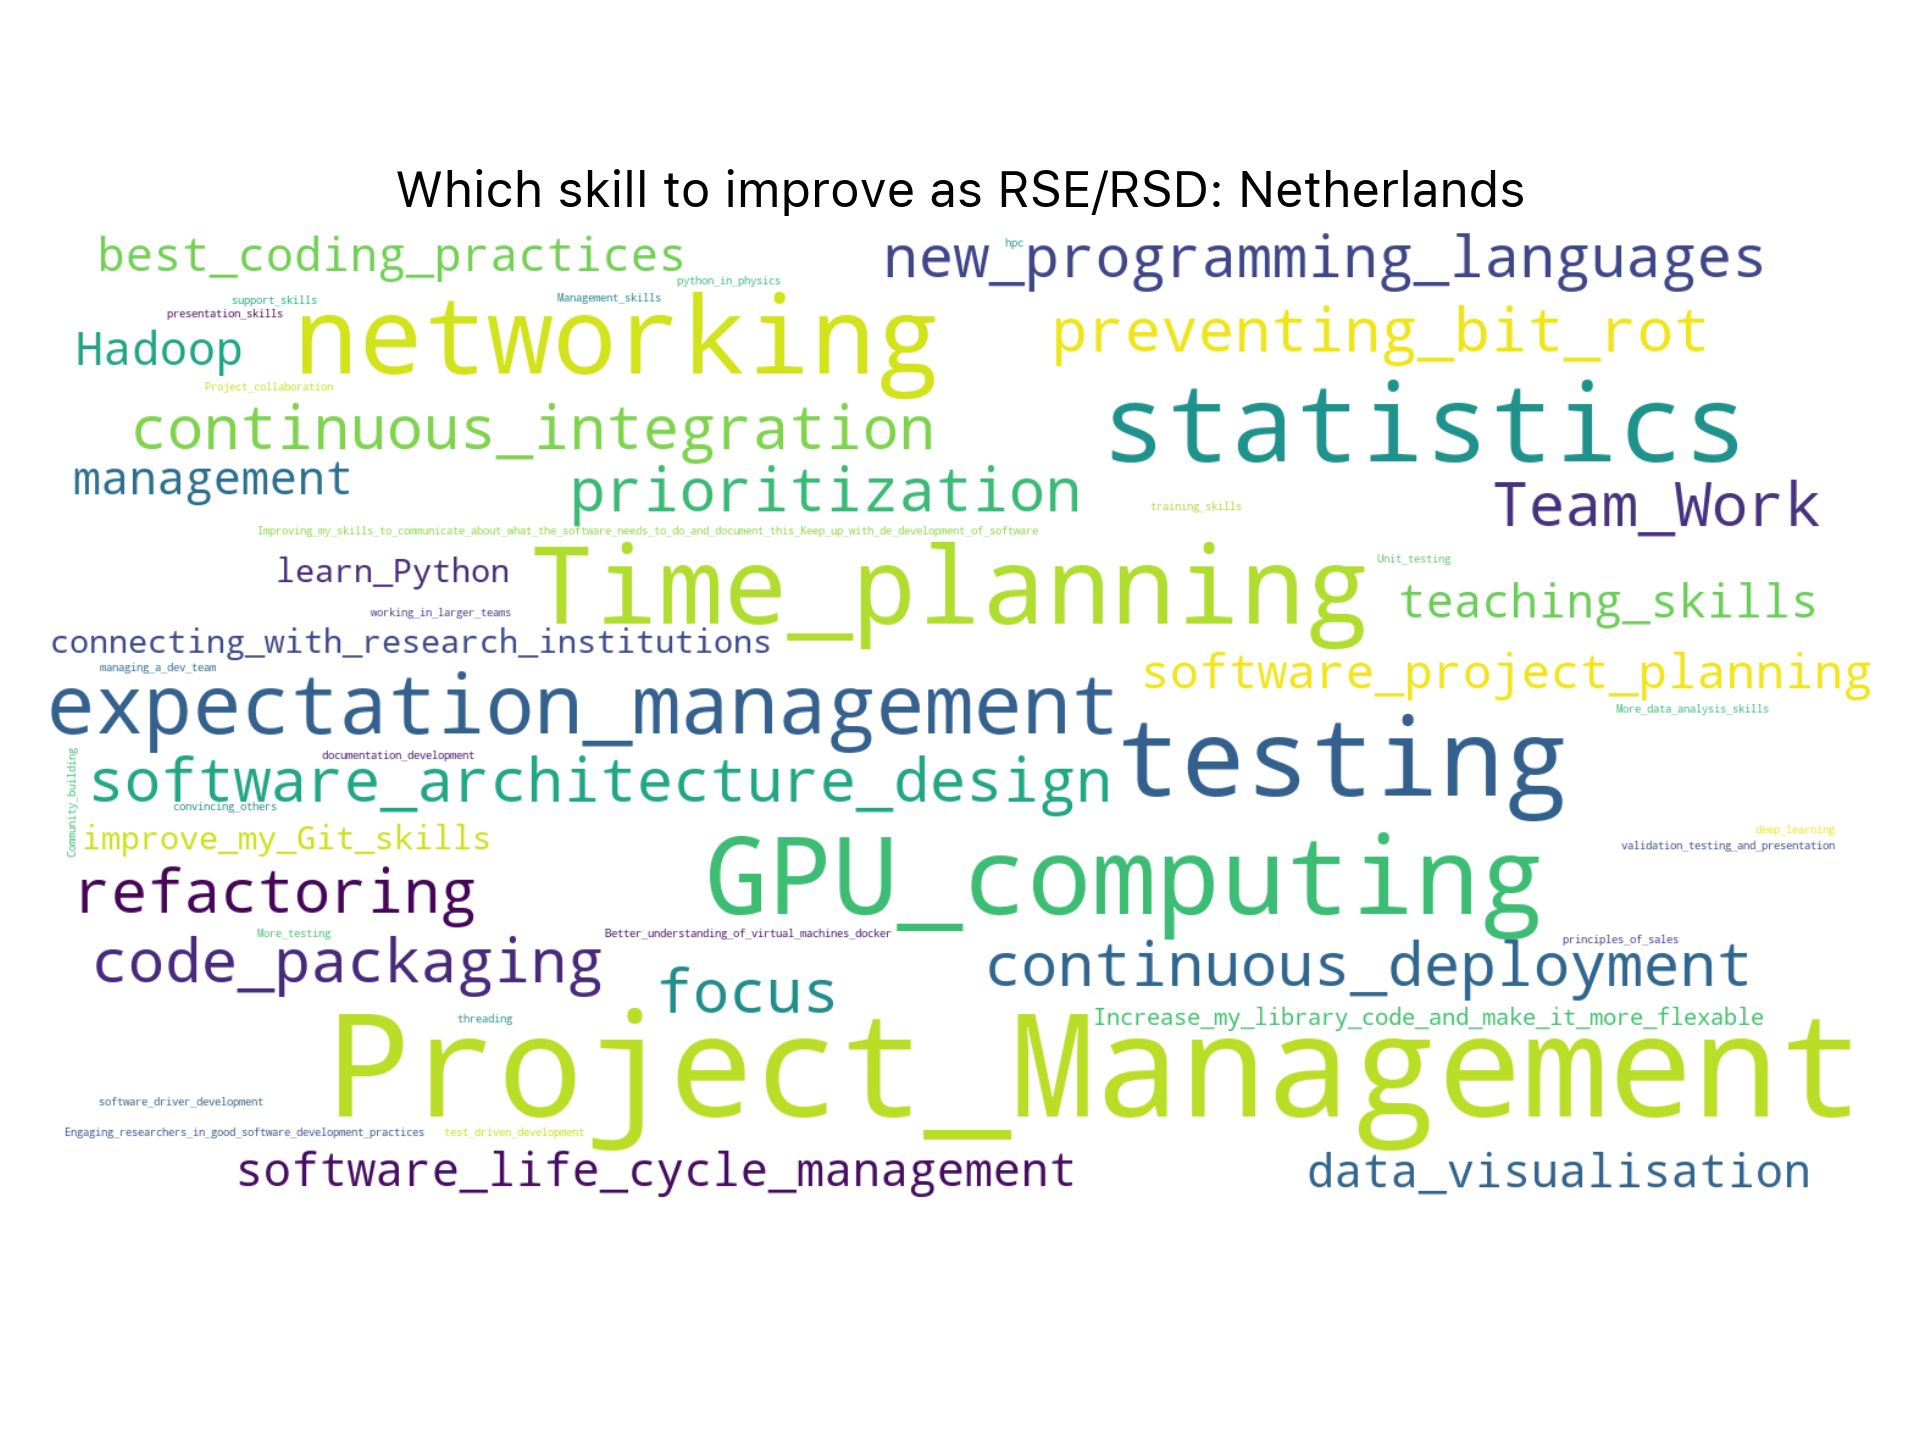 Which skill to improve as RSE/RSD: Netherlands
best_coding_practices
hpc
new_programming_languages
python_in_physics
support_skills
Management_skills
presentation_skills
networking
preventing_bit_rot
Hadoop
Project_collaboration
statistics
continuous_integration
management
prioritization
training_skills
Team_Work
Improving_my_skills_to_communicate_about_what_the_software_needs_to_do_and_document_this_Keep_up_with_de_development_of_software
learn_Python
Time_planning
Unit_testing
teaching_skills
working_in_larger_teams
connecting_with_research_institutions
managing_a_dev_team
software_project_planning
expectation_management
More_data_analysis_skills
documentation_development
testing
Community_building
software_architecture_design
convincing_others
improve_my_Git_skills
deep_learning
validation_testing_and_presentation
GPU_computing
refactoring
More_testing
Better_understanding_of_virtual_machines_docker
principles_of_sales
code_packaging
continuous_deployment
focus
threading
Increase_my_library_code_and_make_it_more_flexable
Project_Management
software_driver_development
Engaging_researchers_in_good_software_development_practices
test_driven_development
software_life_cycle_management
data_visualisation